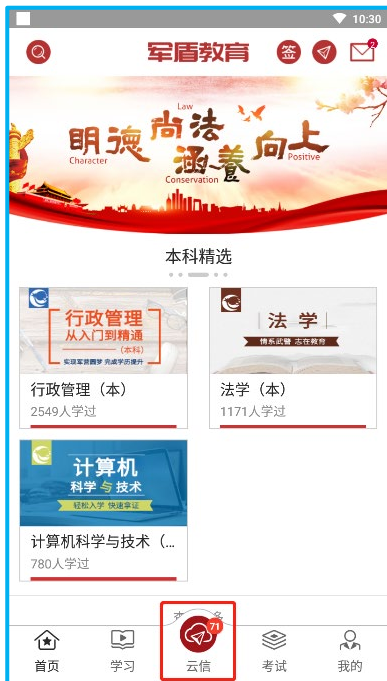 10:30
军盾教育
签
2
Law
明德 尚法
Character
涵養 向上
Conservation
Positive
本科精选
行政管理
从入门到精通
(本科)
实现军营圆梦 完成学历提升
法 学
情系武警 志在教育
行政管理（本）
2549人学过
法学（本）
1171人学过
计算机
科学 与 技术
轻松入学 快速拿证
计算机科学与技术（...
780人学过
71
首页
学习
云信
考试
我的